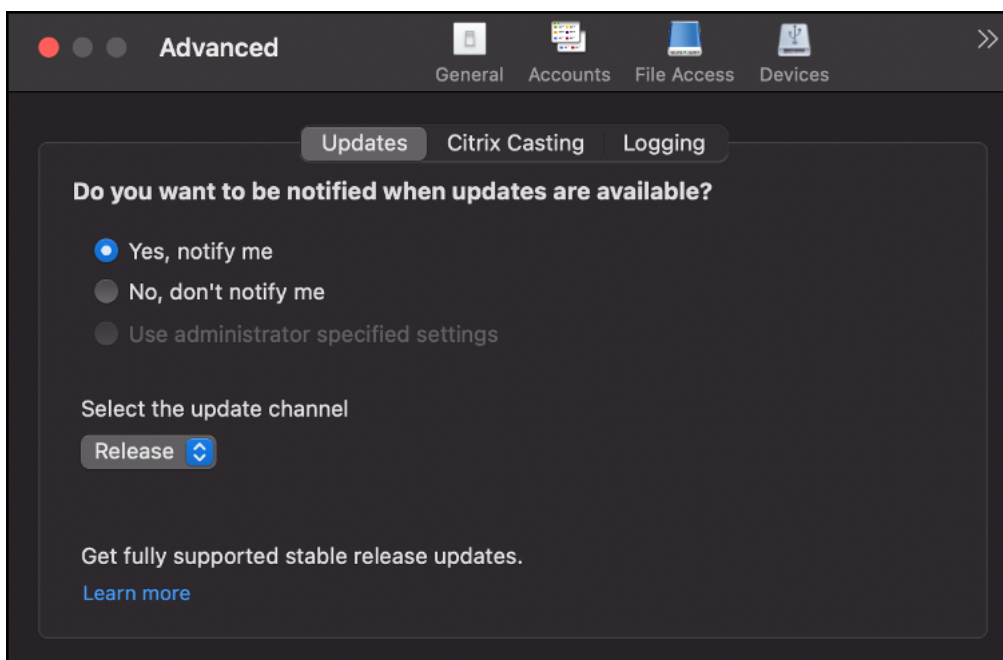 Advanced
General Accounts File Access Devices
Updates Citrix Casting Logging
Do you want to be notified when updates are available?
Yes, notify me
No, don't notify me
Use administrator specified settings
Select the update channel
Release
Get fully supported stable release updates.
Learn more